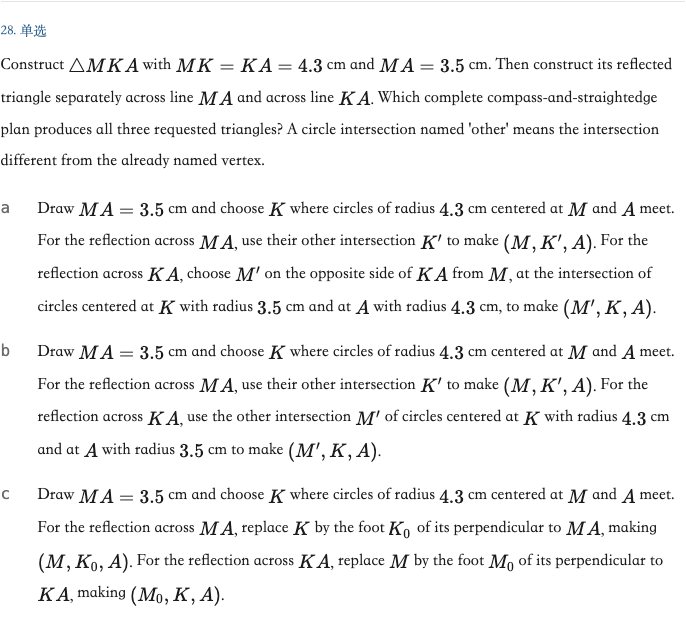 28. 单选
Construct △MKA with MK = KA = 4.3 cm and MA = 3.5 cm. Then construct its reflected
triangle separately across line MA and across line KA. Which complete compass-and-straightedge
plan produces all three requested triangles? A circle intersection named 'other' means the intersection
different from the already named vertex.
a Draw MA = 3.5 cm and choose K where circles of radius 4.3 cm centered at M and A meet.
For the reflection across MA, use their other intersection K′ to make (M, K′, A). For the
reflection across KA, choose M′ on the opposite side of KA from M, at the intersection of
circles centered at K with radius 3.5 cm and at A with radius 4.3 cm, to make (M′, K, A).
b Draw MA = 3.5 cm and choose K where circles of radius 4.3 cm centered at M and A meet.
For the reflection across MA, use their other intersection K′ to make (M, K′, A). For the
reflection across KA, use the other intersection M′ of circles centered at K with radius 4.3 cm
and at A with radius 3.5 cm to make (M′, K, A).
c Draw MA = 3.5 cm and choose K where circles of radius 4.3 cm centered at M and A meet.
For the reflection across MA, replace K by the foot K₀ of its perpendicular to MA, making
(M, K₀, A). For the reflection across KA, replace M by the foot M₀ of its perpendicular to
KA, making (M₀, K, A).